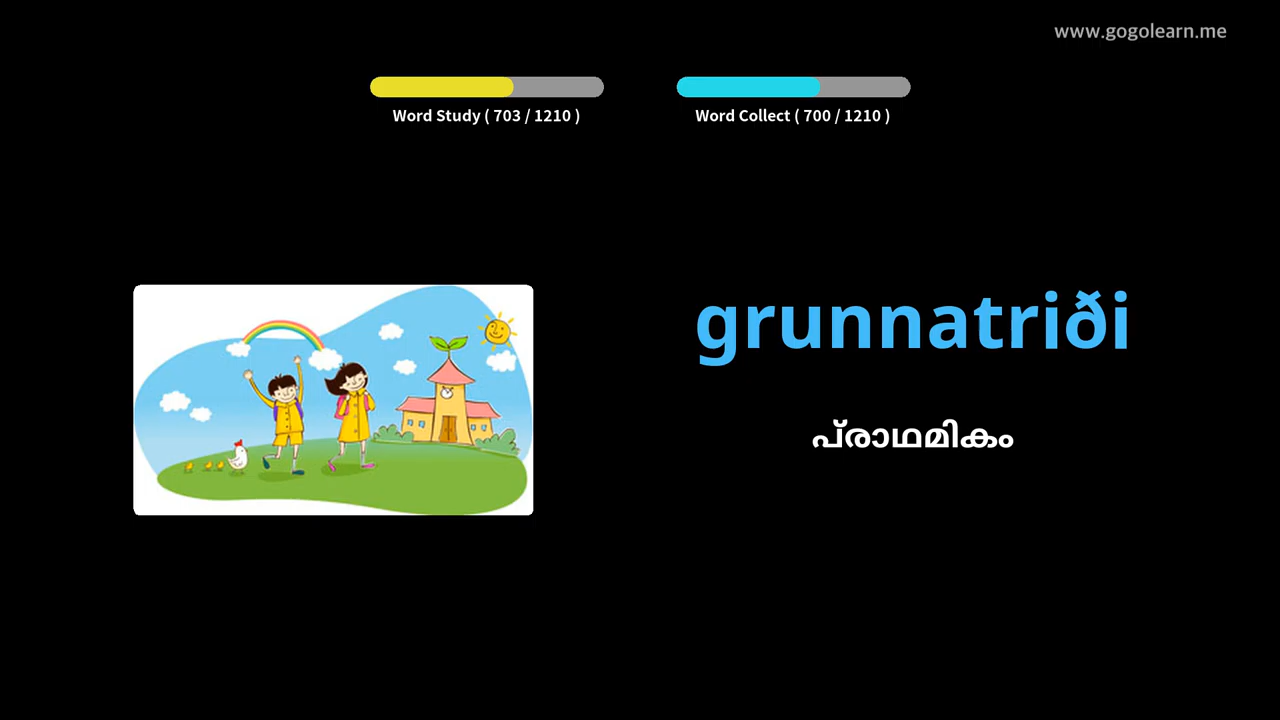 www.gogolearn.me
Word Study ( 703 / 1210 )
Word Collect ( 700 / 1210 )
grunnatriði
പ്രാഥമികം